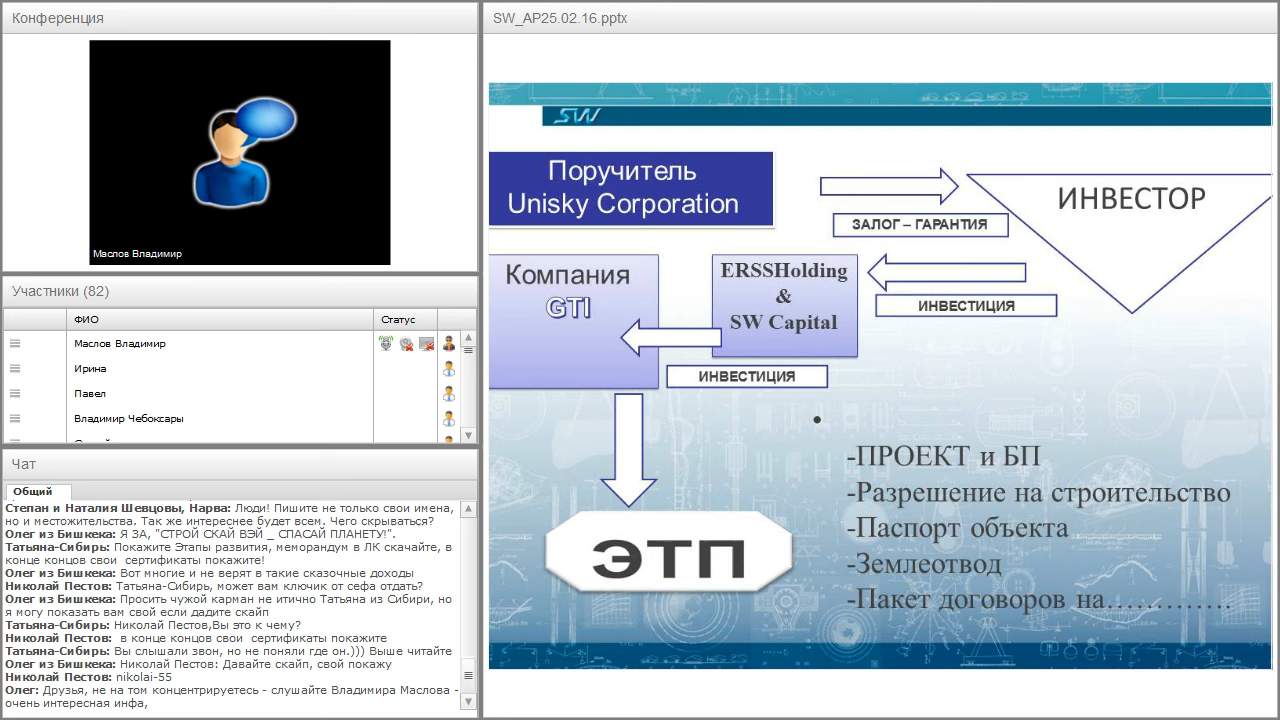 Конференция
Маслов Владимир
Участники (82)
ФИО
Статус
Маслов Владимир
Ирина
Павел
Владимир Чебоксары
Чат
Общий
Степан и Наталия Шевцовы, Нарва: Люди! Пишите не только свои имена,
но и местожительства. Так же интереснее будет всем. Чего скрываться?
Олег из Бишкека: Я ЗА, "СТРОЙ СКАЙ ВЭЙ _ СПАСАЙ ПЛАНЕТУ!".
Татьяна-Сибирь: Покажите Этапы развития, меморандум в ЛК скачайте, в
конце концов свои  сертификаты покажите!
Олег из Бишкека: Вот многие и не верят в такие сказочные доходы
Николай Пестов: Татьяна-Сибирь, может вам ключик от сефа отдать?
Олег из Бишкека: Просить чужой карман не итично Татьяна из Сибири, но
я могу показать вам свой если дадите скайп
Татьяна-Сибирь: Николай Пестов,Вы это к чему?
Николай Пестов:  в конце концов свои  сертификаты покажите
Татьяна-Сибирь: Вы слышали звон, но не поняли где он.))) Выше читайте
Олег из Бишкека: Николай Пестов: Давайте скайп, свой покажу
Николай Пестов: nikolai-55
Олег: Друзья, не на том концентрируетесь - слушайте Владимира Маслова -
очень интересная инфа,
SW_AP25.02.16.pptx
SW
Поручитель
Unisky Corporation
ИНВЕСТОР
ЗАЛОГ – ГАРАНТИЯ
Компания
GTI
ERSSHolding
&
SW Capital
ИНВЕСТИЦИЯ
ИНВЕСТИЦИЯ
ЭТП
-ПРОЕКТ и БП
-Разрешение на строительство
-Паспорт объекта
-Землеотвод
-Пакет договоров на………….